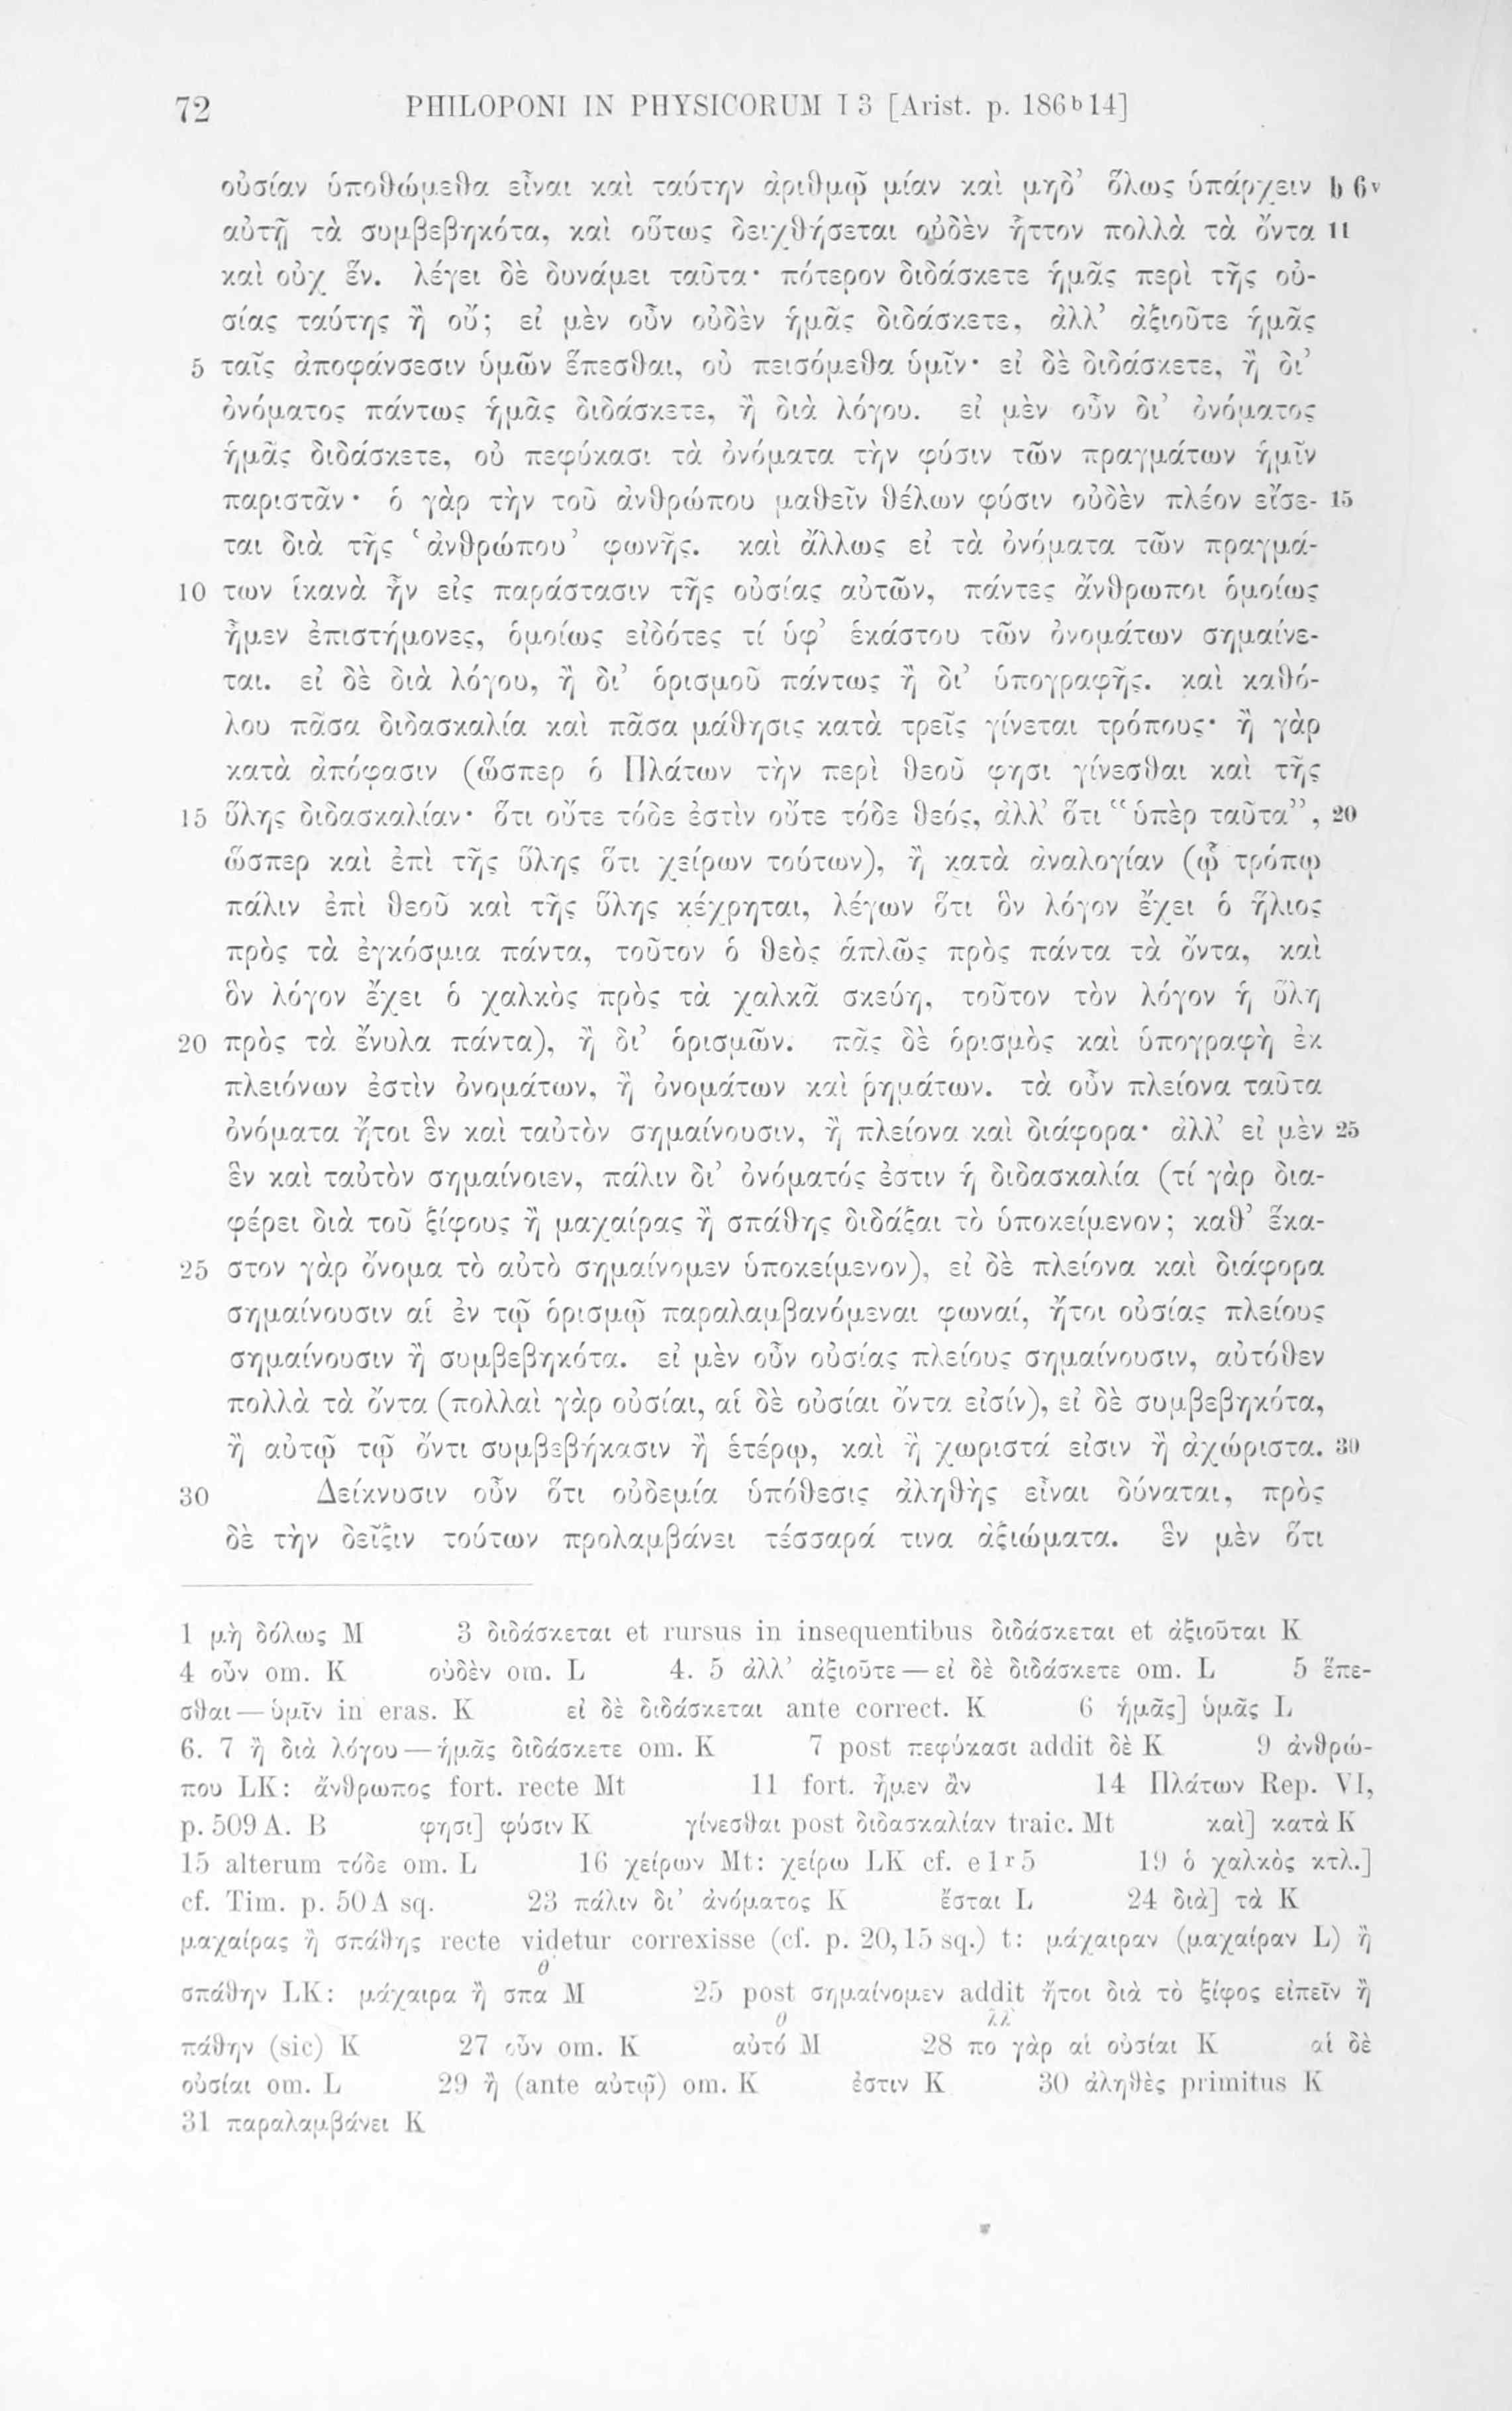 72 PHILOPONI IN PHYSICORUM I 3 [Arist. p. 186b14]
οὐσίαν ὑποθώμεθα εἶναι καὶ ταύτην ἀριθμῷ μίαν καὶ μηδ’ ὅλως ὑπάρχειν b 6v
αὐτῇ τὰ συμβεβηκότα, καὶ οὕτως δειχθήσεται οὐδὲν ἧττον πολλὰ τὰ ὄντα 11
καὶ οὐχ ἕν. λέγει δὲ δυνάμει ταῦτα· πότερον διδάσκετε ἡμᾶς περὶ τῆς οὐ-
σίας ταύτης ἢ οὔ; εἰ μὲν οὖν οὐδὲν ἡμᾶς διδάσκετε, ἀλλ’ ἀξιοῦτε ἡμᾶς
5 ταῖς ἀποφάνσεσιν ὑμῶν ἕπεσθαι, οὐ πεισόμεθα ὑμῖν· εἰ δὲ διδάσκετε, ἢ δι’
ὀνόματος πάντως ἡμᾶς διδάσκετε, ἢ διὰ λόγου. εἰ μὲν οὖν δι’ ὀνόματος
ἡμᾶς διδάσκετε, οὐ πεφύκασι τὰ ὀνόματα τὴν φύσιν τῶν πραγμάτων ἡμῖν
παριστᾶν· ὁ γὰρ τὴν τοῦ ἀνθρώπου μαθεῖν θέλων φύσιν οὐδὲν πλέον εἴσε- 15
ται διὰ τῆς ‘ἀνθρώπου’ φωνῆς. καὶ ἄλλως εἰ τὰ ὀνόματα τῶν πραγμά-
10 των ἱκανὰ ἦν εἰς παράστασιν τῆς οὐσίας αὐτῶν, πάντες ἄνθρωποι ὁμοίως
ἦμεν ἐπιστήμονες, ὁμοίως εἰδότες τί ὑφ’ ἑκάστου τῶν ὀνομάτων σημαίνε-
ται. εἰ δὲ διὰ λόγου, ἢ δι’ ὁρισμοῦ πάντως ἢ δι’ ὑπογραφῆς. καὶ καθό-
λου πᾶσα διδασκαλία καὶ πᾶσα μάθησις κατὰ τρεῖς γίνεται τρόπους· ἢ γὰρ
κατὰ ἀπόφασιν (ὥσπερ ὁ Πλάτων τὴν περὶ θεοῦ φησι γίνεσθαι καὶ τῆς
15 ὕλης διδασκαλίαν· ὅτι οὔτε τόδε ἐστὶν οὔτε τόδε θεός, ἀλλ’ ὅτι “ὑπὲρ ταῦτα”, 20
ὥσπερ καὶ ἐπὶ τῆς ὕλης ὅτι χείρων τούτων), ἢ κατὰ ἀναλογίαν (ᾧ τρόπῳ
πάλιν ἐπὶ θεοῦ καὶ τῆς ὕλης κέχρηται, λέγων ὅτι ὃν λόγον ἔχει ὁ ἥλιος
πρὸς τὰ ἐγκόσμια πάντα, τοῦτον ὁ θεὸς ἁπλῶς πρὸς πάντα τὰ ὄντα, καὶ
ὃν λόγον ἔχει ὁ χαλκὸς πρὸς τὰ χαλκᾶ σκεύη, τοῦτον τὸν λόγον ἡ ὕλη
20 πρὸς τὰ ἔνυλα πάντα), ἢ δι’ ὁρισμῶν. πᾶς δὲ ὁρισμὸς καὶ ὑπογραφὴ ἐκ
πλειόνων ἐστὶν ὀνομάτων, ἢ ὀνομάτων καὶ ῥημάτων. τὰ οὖν πλείονα ταῦτα
ὀνόματα ἤτοι ἓν καὶ ταὐτὸν σημαίνουσιν, ἢ πλείονα καὶ διάφορα· ἀλλ’ εἰ μὲν 25
ἓν καὶ ταὐτὸν σημαίνοιεν, πάλιν δι’ ὀνόματός ἐστιν ἡ διδασκαλία (τί γὰρ δια-
φέρει διὰ τοῦ ξίφους ἢ μαχαίρας ἢ σπάθης διδάξαι τὸ ὑποκείμενον; καθ’ ἕκα-
25 στον γὰρ ὄνομα τὸ αὐτὸ σημαίνομεν ὑποκείμενον), εἰ δὲ πλείονα καὶ διάφορα
σημαίνουσιν αἱ ἐν τῷ ὁρισμῷ παραλαμβανόμεναι φωναί, ἤτοι οὐσίας πλείους
σημαίνουσιν ἢ συμβεβηκότα. εἰ μὲν οὖν οὐσίας πλείους σημαίνουσιν, αὐτόθεν
πολλὰ τὰ ὄντα (πολλαὶ γὰρ οὐσίαι, αἱ δὲ οὐσίαι ὄντα εἰσίν), εἰ δὲ συμβεβηκότα,
ἢ αὐτῷ τῷ ὄντι συμβεβήκασιν ἢ ἑτέρῳ, καὶ ἢ χωριστά εἰσιν ἢ ἀχώριστα. 30
30 Δείκνυσιν οὖν ὅτι οὐδεμία ὑπόθεσις ἀληθὴς εἶναι δύναται, πρὸς
δὲ τὴν δεῖξιν τούτων προλαμβάνει τέσσαρά τινα ἀξιώματα. ἓν μὲν ὅτι
1 μὴ δόλως M 3 διδάσκεται et rursus in insequentibus διδάσκεται et ἀξιοῦται K
4 οὖν om. K οὐδὲν om. L 4. 5 ἀλλ’ ἀξιοῦτε — εἰ δὲ διδάσκετε om. L 5 ἕπε-
σθαι — ὑμῖν in eras. K εἰ δὲ διδάσκεται ante correct. K 6 ἡμᾶς] ὑμᾶς L
6. 7 ἢ διὰ λόγου — ἡμᾶς διδάσκετε om. K 7 post πεφύκασι addit δὲ K 9 ἀνθρώ-
που LK: ἄνθρωπος fort. recte Mt 11 fort. ἦμεν ἂν 14 Πλάτων Rep. VI,
p. 509 A. B φησι] φύσιν K γίνεσθαι post διδασκαλίαν traic. Mt καὶ] κατὰ K
15 alterum τόδε om. L 16 χείρων Mt: χείρω LK cf. e 1r 5 19 ὁ χαλκὸς κτλ.]
cf. Tim. p. 50 A sq. 23 πάλιν δι’ ἀνόματος K ἔσται L 24 διὰ] τὰ K
μαχαίρας ἢ σπάθης recte videtur correxisse (cf. p. 20,15 sq.) t: μάχαιραν (μαχαίραν L) ἢ
σπάθην LK: μάχαιρα ἢ σπαθ M 25 post σημαίνομεν addit ἤτοι διὰ τὸ ξίφος εἰπεῖν ἢ
πάθην (sic) K 27 οὖν om. K αὐτόθ M 28 πολλ γὰρ αἱ οὐσίαι K αἱ δὲ
οὐσίαι om. L 29 ἢ (ante αὐτῷ) om. K ἐστιν K 30 ἀληθὲς primitus K
31 παραλαμβάνει K